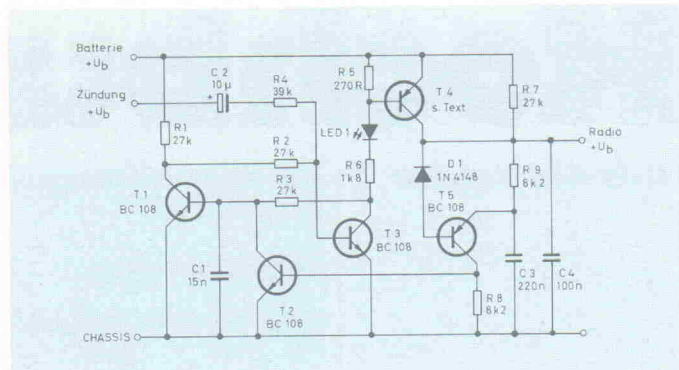 Batterie
+Ub
Zündung
+Ub
C 2
10 µ
+
R 4
39k
R1
27k
R 2
27k
R 3
27k
R 5
270R
LED 1
R 6
1k8
T 4
s. Text
R 7
27k
Radio
+Ub
D 1
1N 4148
R 9
8k2
T 1
BC 108
T 5
BC 108
T 3
BC 108
C 1
15n
T 2
BC 108
R 8
8k2
C 3
220n
C 4
100n
CHASSIS